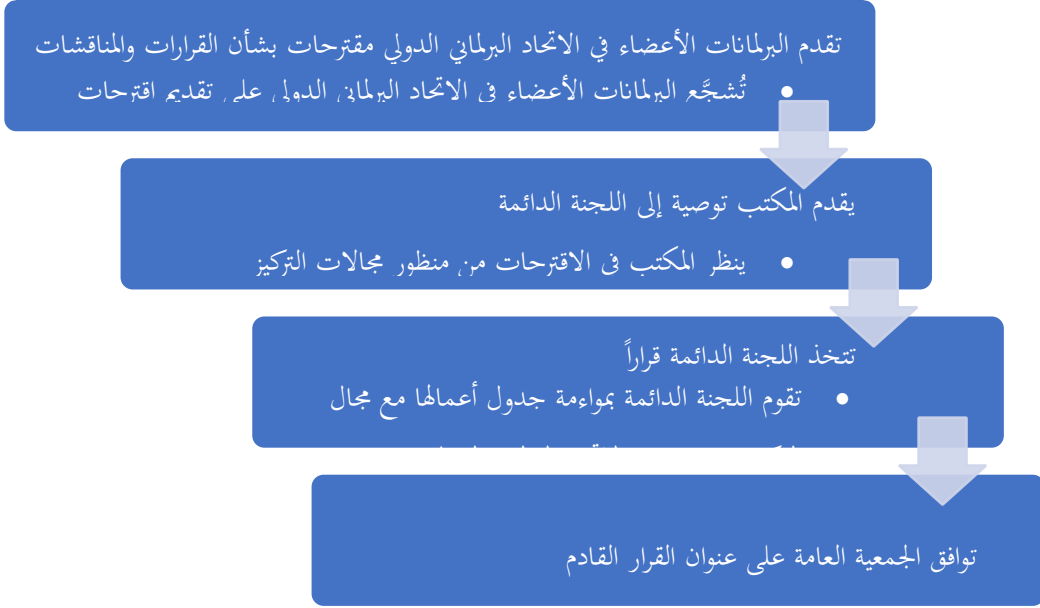 تقدم البرلمانات الأعضاء في الاتحاد البرلماني الدولي مقترحات بشأن القرارات والمناقشات
• تُشجَّع البرلمانات الأعضاء في الاتحاد البرلماني الدولي على تقديم اقترحات
يقدم المكتب توصية إلى اللجنة الدائمة
• ينظر المكتب في الاقترحات من منظور مجالات التركيز
تتخذ اللجنة الدائمة قراراً
• تقوم اللجنة الدائمة بمواءمة جدول أعمالها مع مجال
توافق الجمعية العامة على عنوان القرار القادم